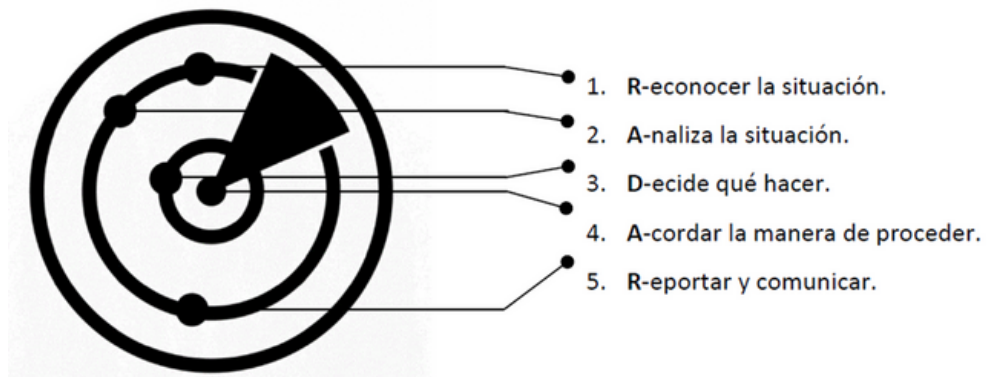 1. R-econocer la situación.
2. A-naliza la situación.
3. D-ecide qué hacer.
4. A-cordar la manera de proceder.
5. R-eportar y comunicar.